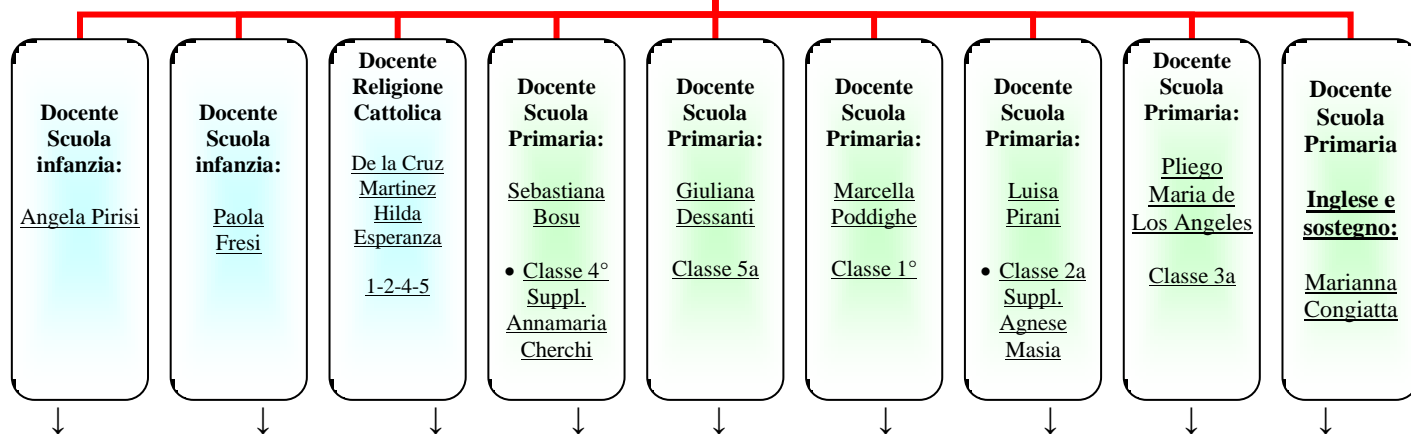 Docente
Scuola
infanzia:
Angela Pirisi
Docente
Scuola
infanzia:
Paola
Fresi
Docente
Religione
Cattolica
De la Cruz
Martinez
Hilda
Esperanza
1-2-4-5
Docente
Scuola
Primaria:
Sebastiana
Bosu
• Classe 4°
Suppl.
Annamaria
Cherchi
Docente
Scuola
Primaria:
Giuliana
Dessanti
Classe 5a
Docente
Scuola
Primaria:
Marcella
Poddighe
Classe 1°
Docente
Scuola
Primaria:
Luisa
Pirani
• Classe 2a
Suppl.
Agnese
Masia
Docente
Scuola
Primaria:
Pliego
Maria de
Los Angeles
Classe 3a
Docente
Scuola
Primaria
Inglese e
sostegno:
Marianna
Congiatta
↓ ↓ ↓ ↓ ↓ ↓ ↓ ↓ ↓